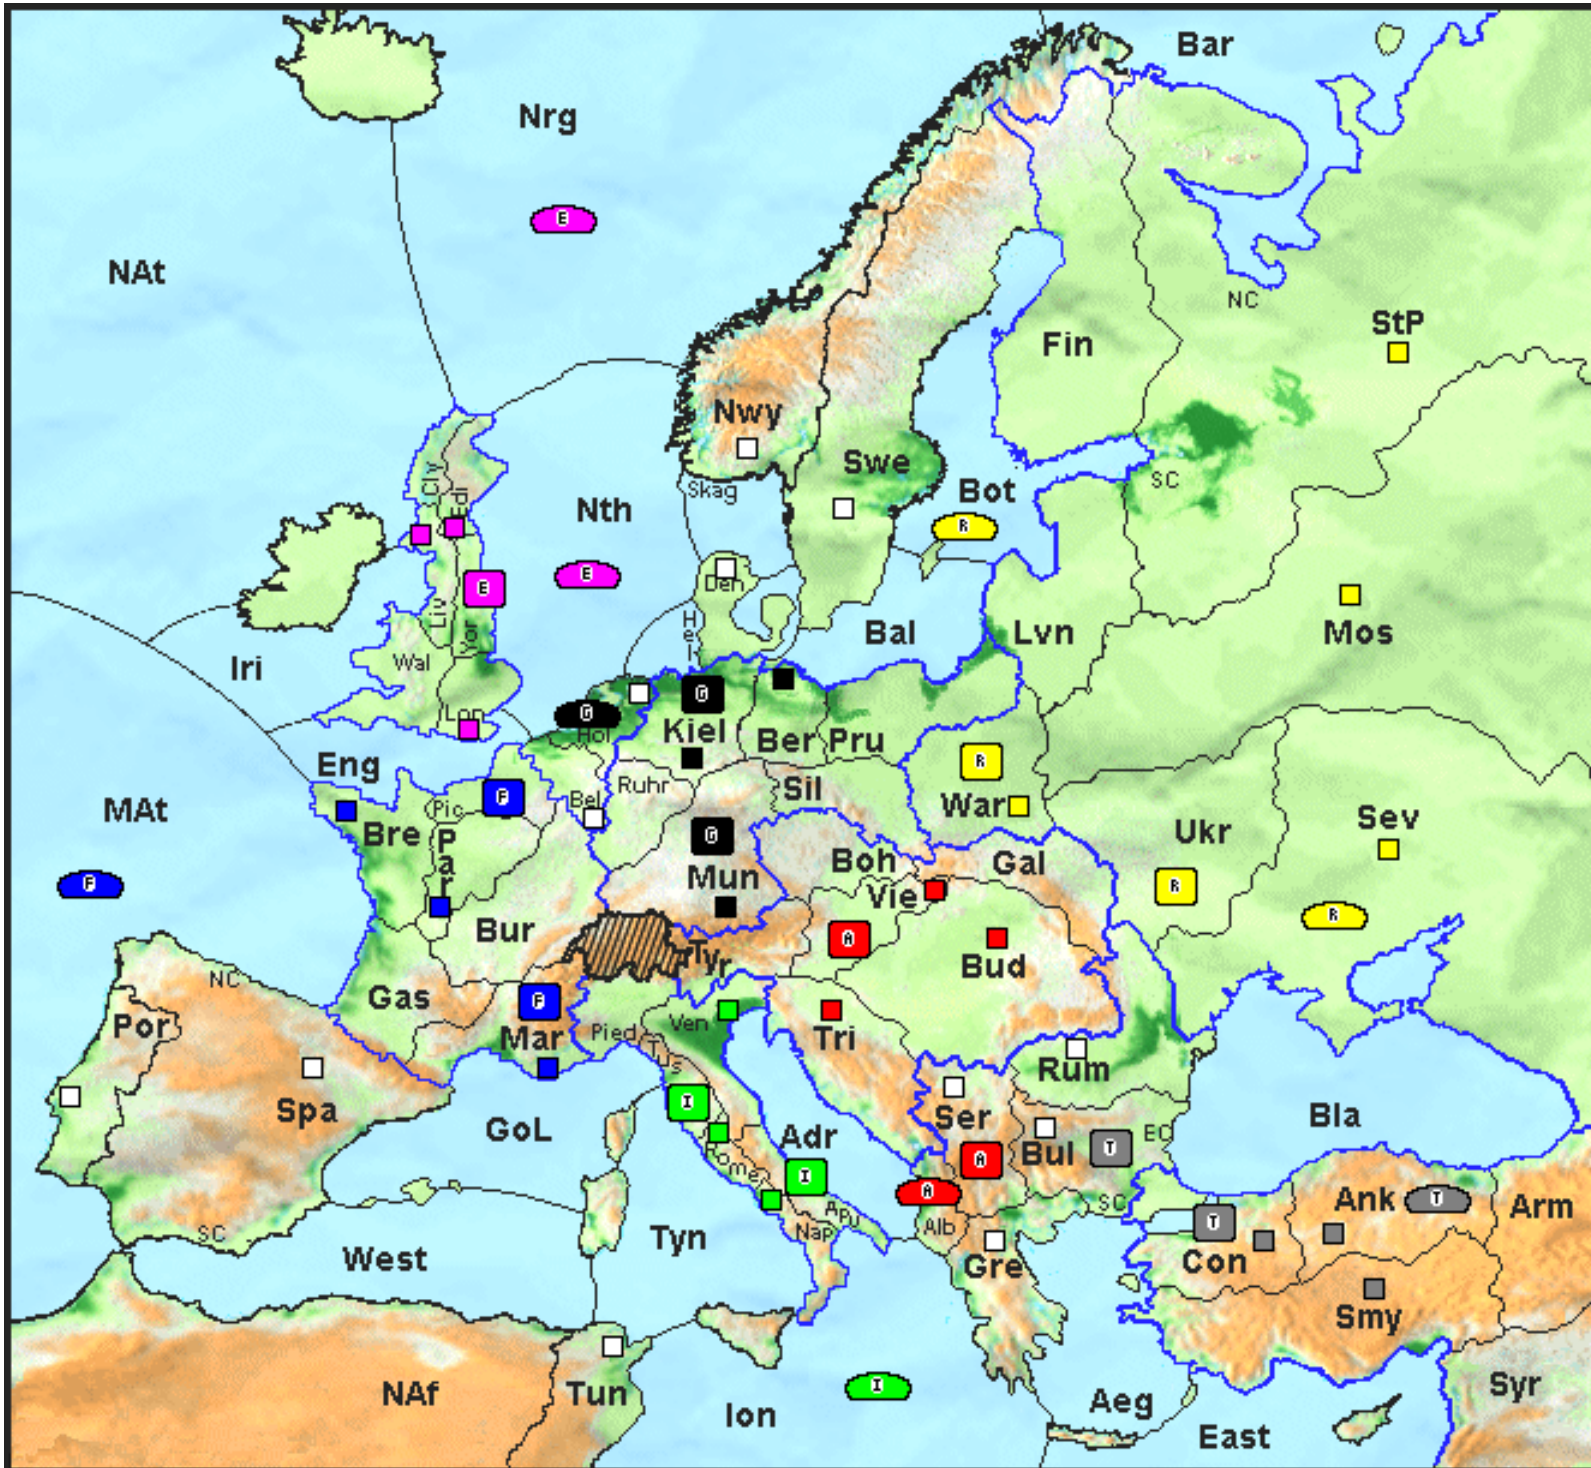 Bar
Nrg
E
NAt
NC
StP
Fin
Nwy
Swe
Cly
Edi
Skag
SC
Bot
R
Nth
E
Den
E
Hel
Liv
Yor
Bal
Lvn
Mos
Iri
Wal
G
Lon
G
Hol
Kiel
Ber
Pru
R
Eng
Ruhr
Sil
War
MAt
F
Pic
Bel
Bre
Par
G
Ukr
Sev
Boh
Gal
F
Mun
Vie
R
R
Bur
A
Tyr
Bud
NC
Gas
F
Por
Mar
Pied
Ven
Tri
Tus
Rum
Spa
I
Ser
Bla
GoL
Adr
Bul
T
EC
Rome
I
A
A
Ank
T
Arm
SC
Apu
Alb
SC
T
SC
Tyn
Nap
West
Gre
Con
Smy
NAf
Tun
I
Ion
Aeg
Syr
East